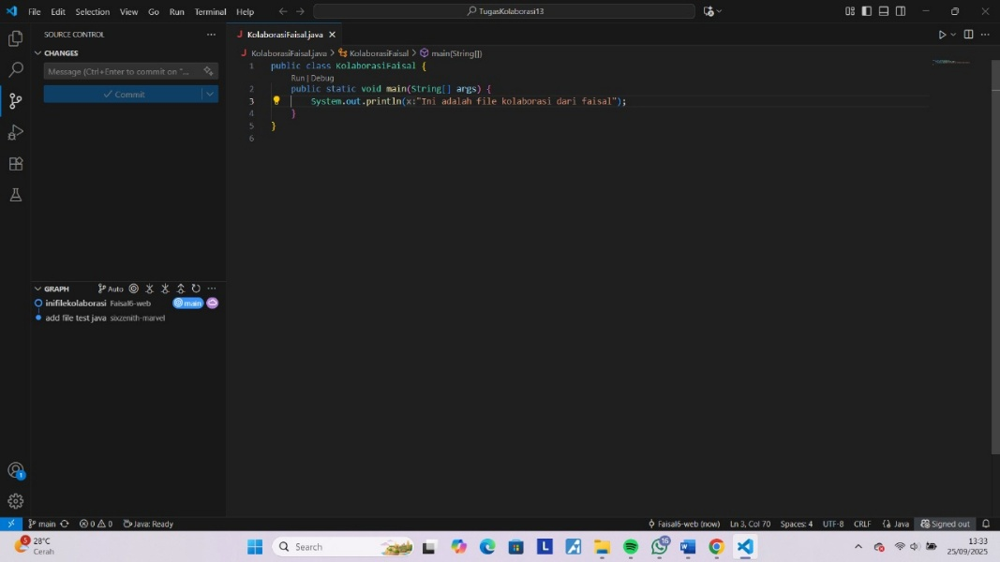 File Edit Selection View Go Run Terminal Help
TugasKolaborasi13
SOURCE CONTROL
CHANGES
Message (Ctrl+Enter to commit on "...
Commit
GRAPH
Auto
inifilekolaborasi Faisal6-web main
add file test java sixzenith-marvel
KolaborasiFaisal.java
KolaborasiFaisal.java > KolaborasiFaisal > main(String[])
1 public class KolaborasiFaisal {
Run | Debug
2 public static void main(String[] args) {
3 System.out.println(x:"Ini adalah file kolaborasi dari faisal");
4 }
5 }
6
main 0 0 Java: Ready
Faisal6-web (now) Ln 3, Col 70 Spaces: 4 UTF-8 CRLF Java Signed out
5 28°C
Cerah
Search
16
13:33
25/09/2025